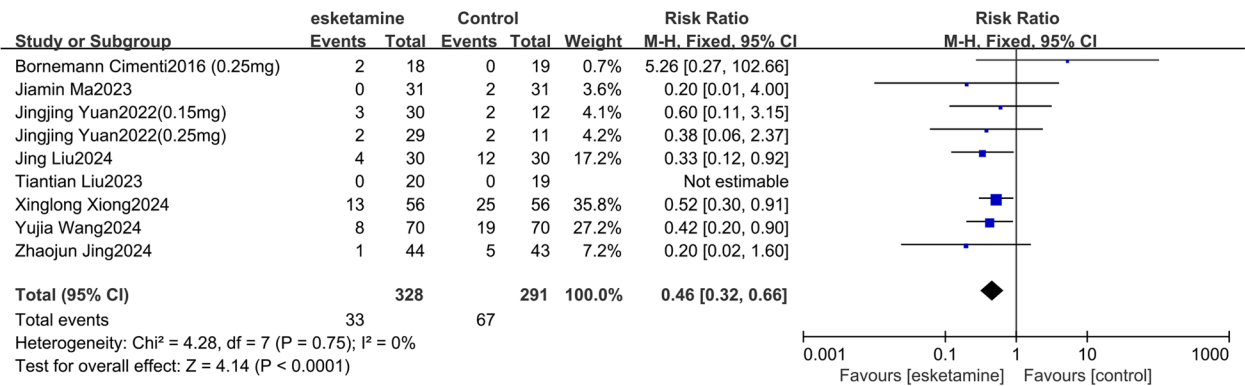 esketamine Control Risk Ratio Risk Ratio
Study or Subgroup Events Total Events Total Weight M-H, Fixed, 95% CI M-H, Fixed, 95% CI
Bornemann Cimenti2016 (0.25mg) 2 18 0 19 0.7% 5.26 [0.27, 102.66]
Jiamin Ma2023 0 31 2 31 3.6% 0.20 [0.01, 4.00]
Jingjing Yuan2022(0.15mg) 3 30 2 12 4.1% 0.60 [0.11, 3.15]
Jingjing Yuan2022(0.25mg) 2 29 2 11 4.2% 0.38 [0.06, 2.37]
Jing Liu2024 4 30 12 30 17.2% 0.33 [0.12, 0.92]
Tiantian Liu2023 0 20 0 19 Not estimable
Xinglong Xiong2024 13 56 25 56 35.8% 0.52 [0.30, 0.91]
Yujia Wang2024 8 70 19 70 27.2% 0.42 [0.20, 0.90]
Zhaojun Jing2024 1 44 5 43 7.2% 0.20 [0.02, 1.60]
Total (95% CI) 328 291 100.0% 0.46 [0.32, 0.66]
Total events 33 67
Heterogeneity: Chi² = 4.28, df = 7 (P = 0.75); I² = 0%
Test for overall effect: Z = 4.14 (P < 0.0001)
0.001 0.1 1 10 1000
Favours [esketamine] Favours [control]